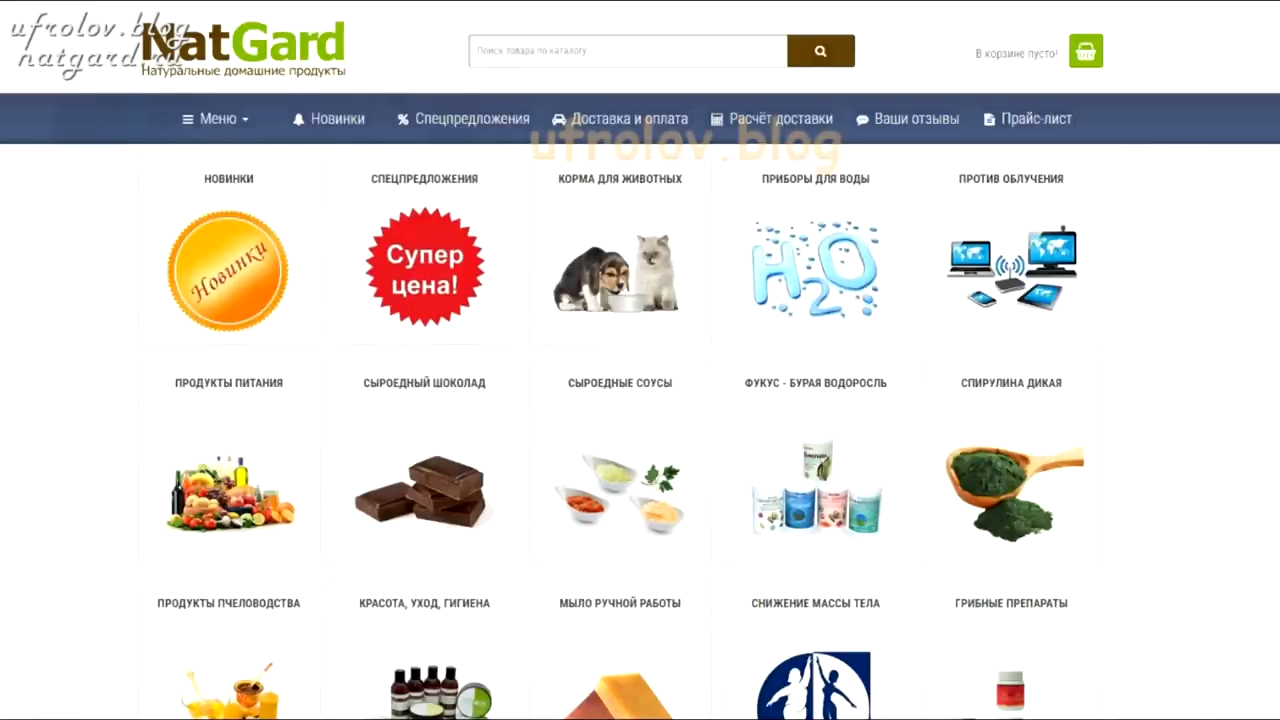 ufrolov.blog
natgard.ru
NatGard
Натуральные домашние продукты
Поиск товара по каталогу
В корзине пусто!
Меню
Новинки
Спецпредложения
Доставка и оплата
Расчёт доставки
Ваши отзывы
Прайс-лист
ufrolov.blog
НОВИНКИ
СПЕЦПРЕДЛОЖЕНИЯ
КОРМА ДЛЯ ЖИВОТНЫХ
ПРИБОРЫ ДЛЯ ВОДЫ
ПРОТИВ ОБЛУЧЕНИЯ
Новинки
Супер
цена!
H2O
ПРОДУКТЫ ПИТАНИЯ
СЫРОЕДНЫЙ ШОКОЛАД
СЫРОЕДНЫЕ СОУСЫ
ФУКУС - БУРАЯ ВОДОРОСЛЬ
СПИРУЛИНА ДИКАЯ
ПРОДУКТЫ ПЧЕЛОВОДСТВА
КРАСОТА, УХОД, ГИГИЕНА
МЫЛО РУЧНОЙ РАБОТЫ
СНИЖЕНИЕ МАССЫ ТЕЛА
ГРИБНЫЕ ПРЕПАРАТЫ